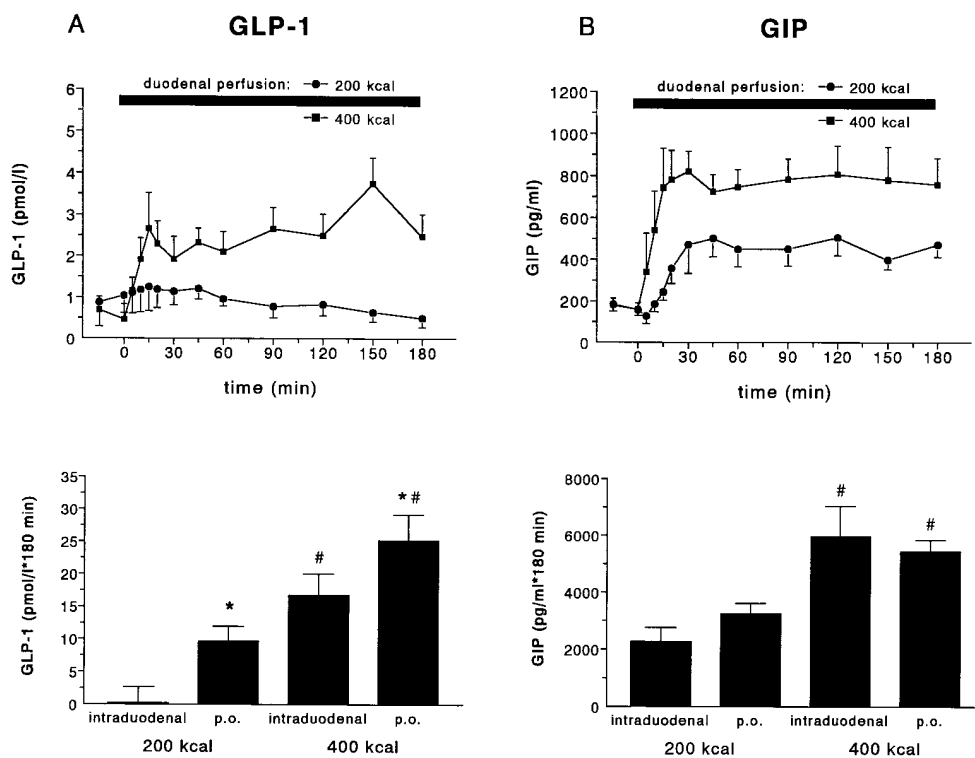 A
GLP-1
duodenal perfusion: 200 kcal
400 kcal
GLP-1 (pmol/l)
6
5
4
3
2
1
0
0 30 60 90 120 150 180
time (min)
B
GIP
duodenal perfusion: 200 kcal
400 kcal
GIP (pg/ml)
1200
1000
800
600
400
200
0
0 30 60 90 120 150 180
time (min)
GLP-1 (pmol/l*180 min)
35
30
25
20
15
10
5
0
*
#
* #
intraduodenal p.o. intraduodenal p.o.
200 kcal 400 kcal
GIP (pg/ml*180 min)
8000
6000
4000
2000
0
#
#
intraduodenal p.o. intraduodenal p.o.
200 kcal 400 kcal